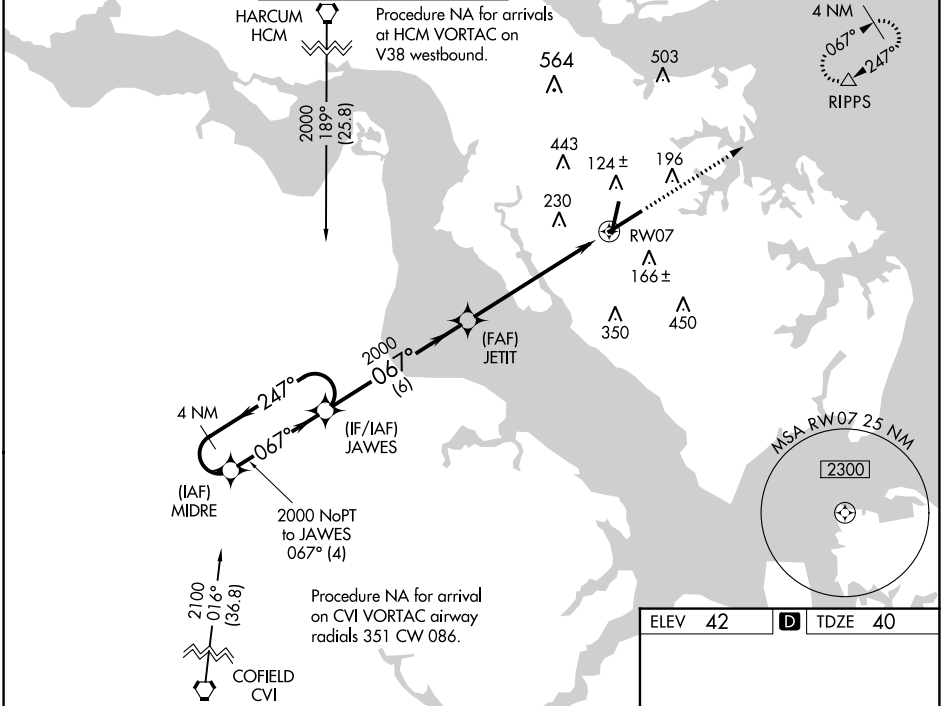 HARCUM
HCM
Procedure NA for arrivals
at HCM VORTAC on
V38 westbound.
4 NM
067°
247°
RIPPS
2000
189°
(25.8)
564
503
443
124±
196
230
RW07
166±
350
450
(FAF)
JETIT
2000
067°
(6)
4 NM
247°
067°
(IF/IAF)
JAWES
(IAF)
MIDRE
2000 NoPT
to JAWES
067° (4)
MSA RW07 25 NM
2300
2100
016°
(36.8)
Procedure NA for arrival
on CVI VORTAC airway
radials 351 CW 086.
COFIELD
CVI
ELEV 42 D TDZE 40